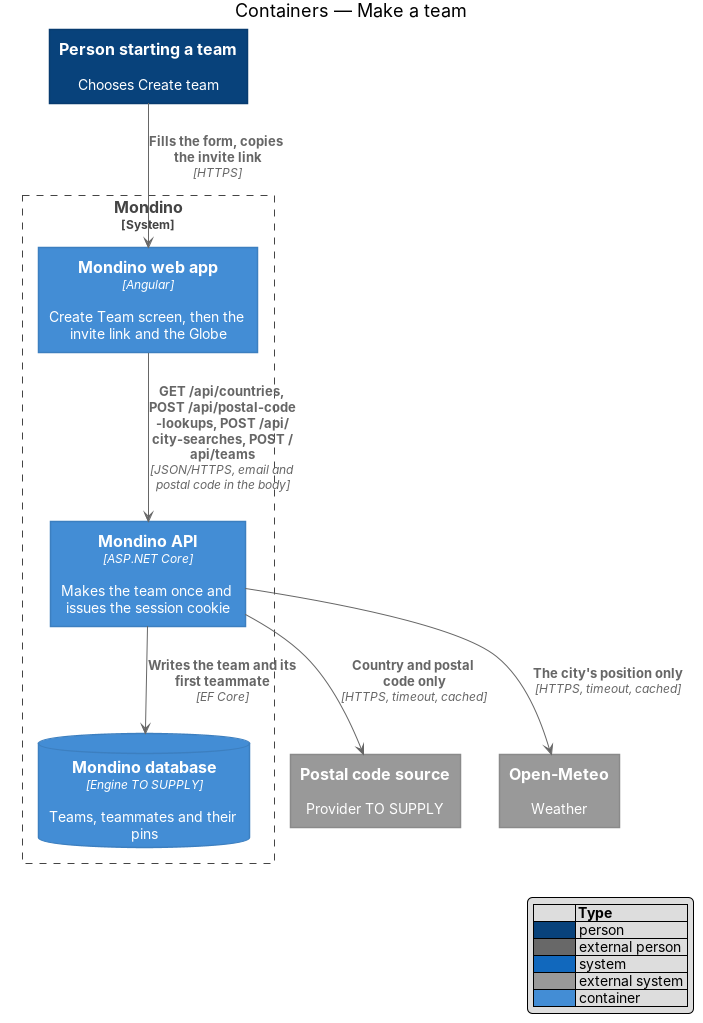 Containers — Make a team
Person starting a team
Chooses Create team
Fills the form, copies
the invite link
[HTTPS]
Mondino
[System]
Mondino web app
[Angular]
Create Team screen, then the
invite link and the Globe
GET /api/countries,
POST /api/postal-code
-lookups, POST /api/
city-searches, POST /
api/teams
[JSON/HTTPS, email and
postal code in the body]
Mondino API
[ASP.NET Core]
Makes the team once and
issues the session cookie
Writes the team and its
first teammate
[EF Core]
Country and postal
code only
[HTTPS, timeout, cached]
The city's position only
[HTTPS, timeout, cached]
Mondino database
[Engine TO SUPPLY]
Teams, teammates and their
pins
Postal code source
Provider TO SUPPLY
Open-Meteo
Weather
Type
person
external person
system
external system
container